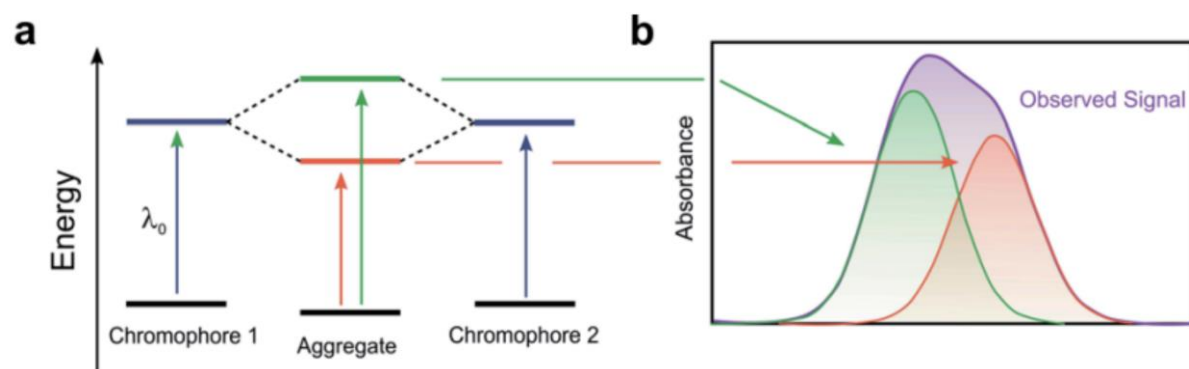 a
b
Energy
λ0
Chromophore 1
Aggregate
Chromophore 2
Absorbance
Observed Signal